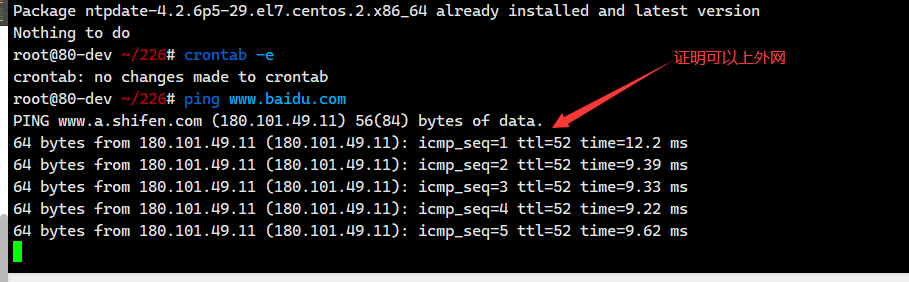 Package ntpdate-4.2.6p5-29.el7.centos.2.x86_64 already installed and latest version
Nothing to do
root@80-dev ~/226# crontab -e
crontab: no changes made to crontab
证明可以上外网
root@80-dev ~/226# ping www.baidu.com
PING www.a.shifen.com (180.101.49.11) 56(84) bytes of data.
64 bytes from 180.101.49.11 (180.101.49.11): icmp_seq=1 ttl=52 time=12.2 ms
64 bytes from 180.101.49.11 (180.101.49.11): icmp_seq=2 ttl=52 time=9.39 ms
64 bytes from 180.101.49.11 (180.101.49.11): icmp_seq=3 ttl=52 time=9.33 ms
64 bytes from 180.101.49.11 (180.101.49.11): icmp_seq=4 ttl=52 time=9.22 ms
64 bytes from 180.101.49.11 (180.101.49.11): icmp_seq=5 ttl=52 time=9.62 ms